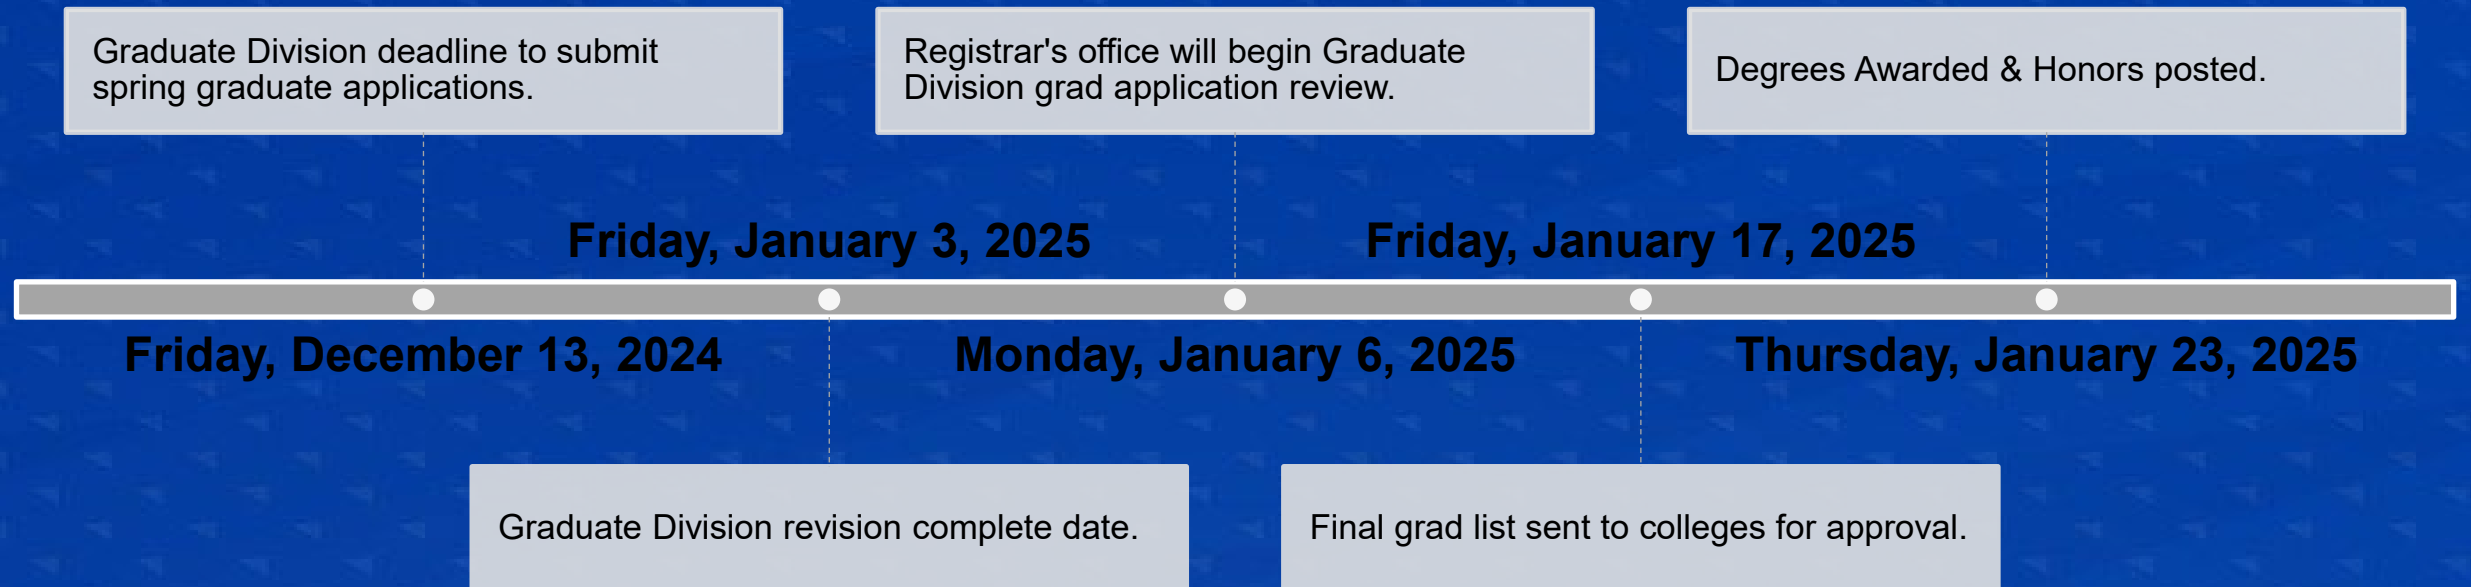 Graduate Division deadline to submit
spring graduate applications.
Registrar's office will begin Graduate
Division grad application review.
Degrees Awarded & Honors posted.
Friday, January 3, 2025
Friday, January 17, 2025
Friday, December 13, 2024
Monday, January 6, 2025
Thursday, January 23, 2025
Graduate Division revision complete date.
Final grad list sent to colleges for approval.